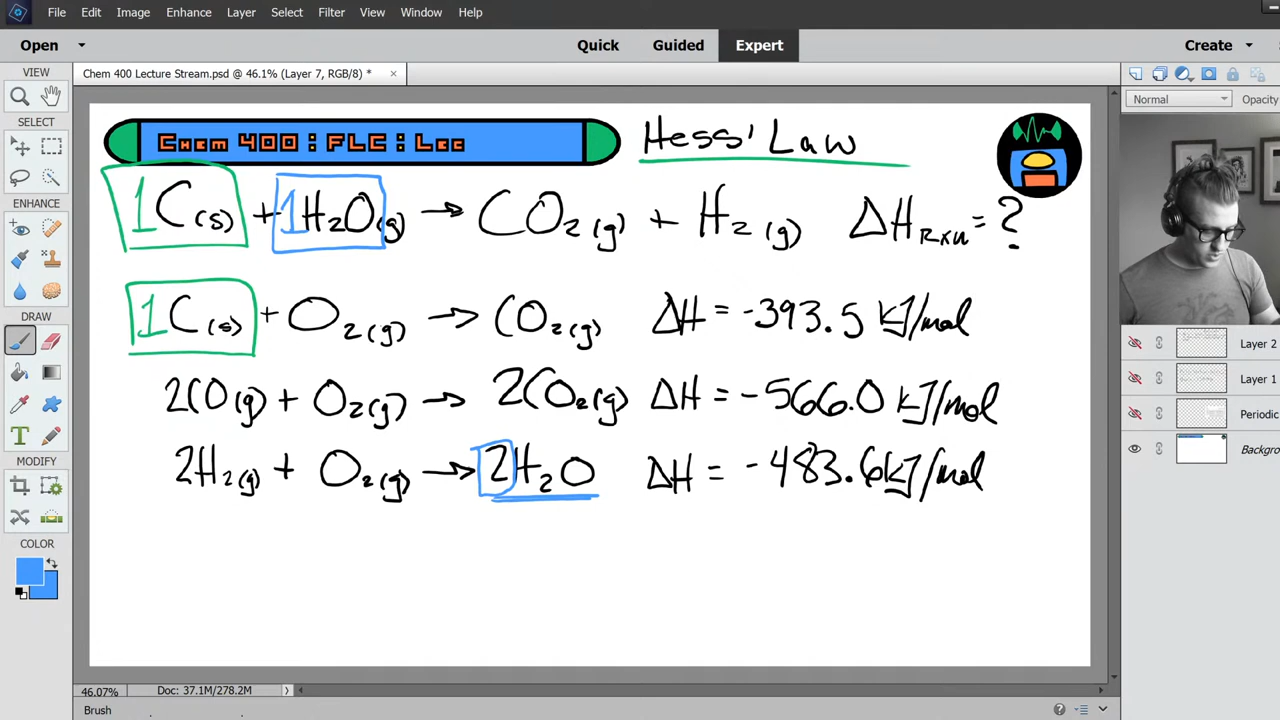 File Edit Image Enhance Layer Select Filter View Window Help
Open Quick Guided Expert Create
VIEW
Chem 400 Lecture Stream.psd @ 46.1% (Layer 7, RGB/8) * ×
Normal Opacity
SELECT
Chem 400 : FLC : Lec Hess' Law
1C(s) + 1H₂O(g) → CO₂(g) + H₂(g) ΔHRxn = ?
ENHANCE
1C(s) + O₂(g) → CO₂(g) ΔH = -393.5 kJ/mol
DRAW
2CO(g) + O₂(g) → 2CO₂(g) ΔH = -566.0 kJ/mol
2H₂(g) + O₂(g) → 2H₂O ΔH = -483.6kJ/mol
Layer 2
Layer 1
Periodic
Backgro
MODIFY
COLOR
46.07% Doc: 37.1M/278.2M
Brush